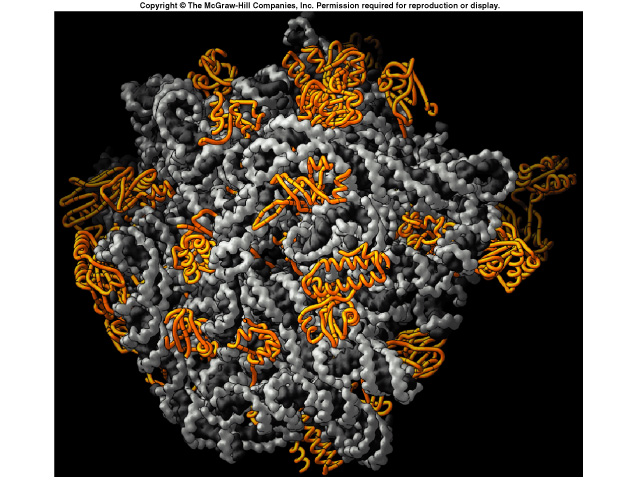 Copyright © The McGraw-Hill Companies, Inc. Permission required for reproduction or display.